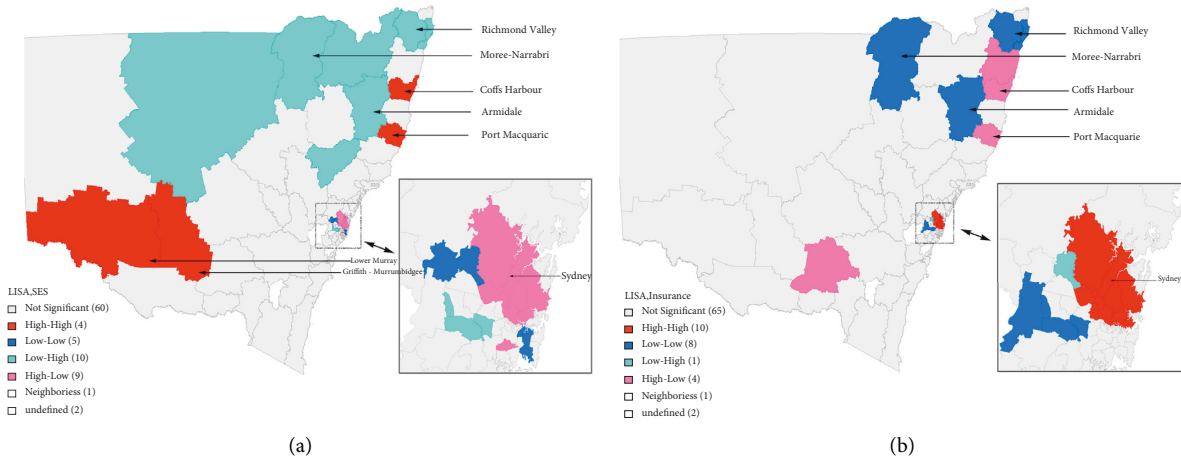 Richmond Valley
Moree-Narrabri
Coffs Harbour
Armidale
Port Macquaric
Lower Murray
Griffith - Murrumbidgee
Sydney
LISA,SES
Not Significant (60)
High-High (4)
Low-Low (5)
Low-High (10)
High-Low (9)
Neighboriess (1)
undefined (2)
(a)
Richmond Valley
Moree-Narrabri
Coffs Harbour
Armidale
Port Macquarie
Sydney
LISA,Insurance
Not Significant (65)
High-High (10)
Low-Low (8)
Low-High (1)
High-Low (4)
Neighboriess (1)
undefined (2)
(b)